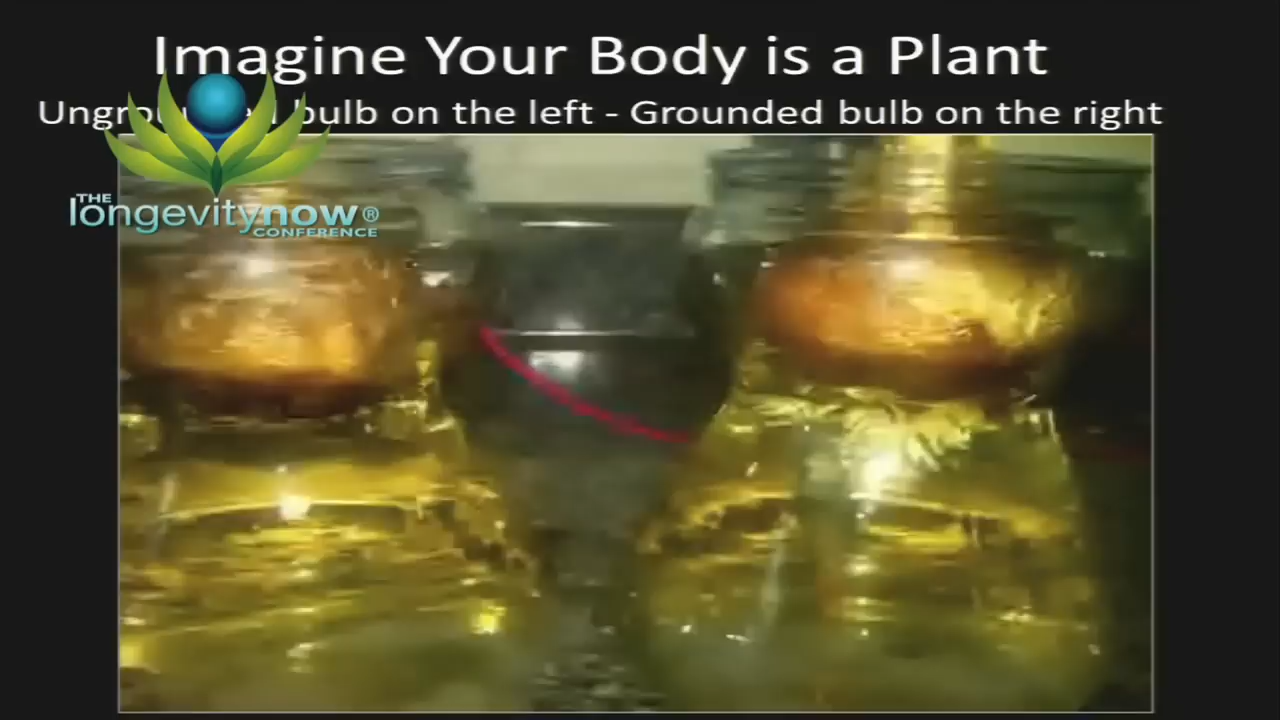 Imagine Your Body is a Plant
bulb on the left - Grounded bulb on the right
THE
longevitynow®
CONFERENCE